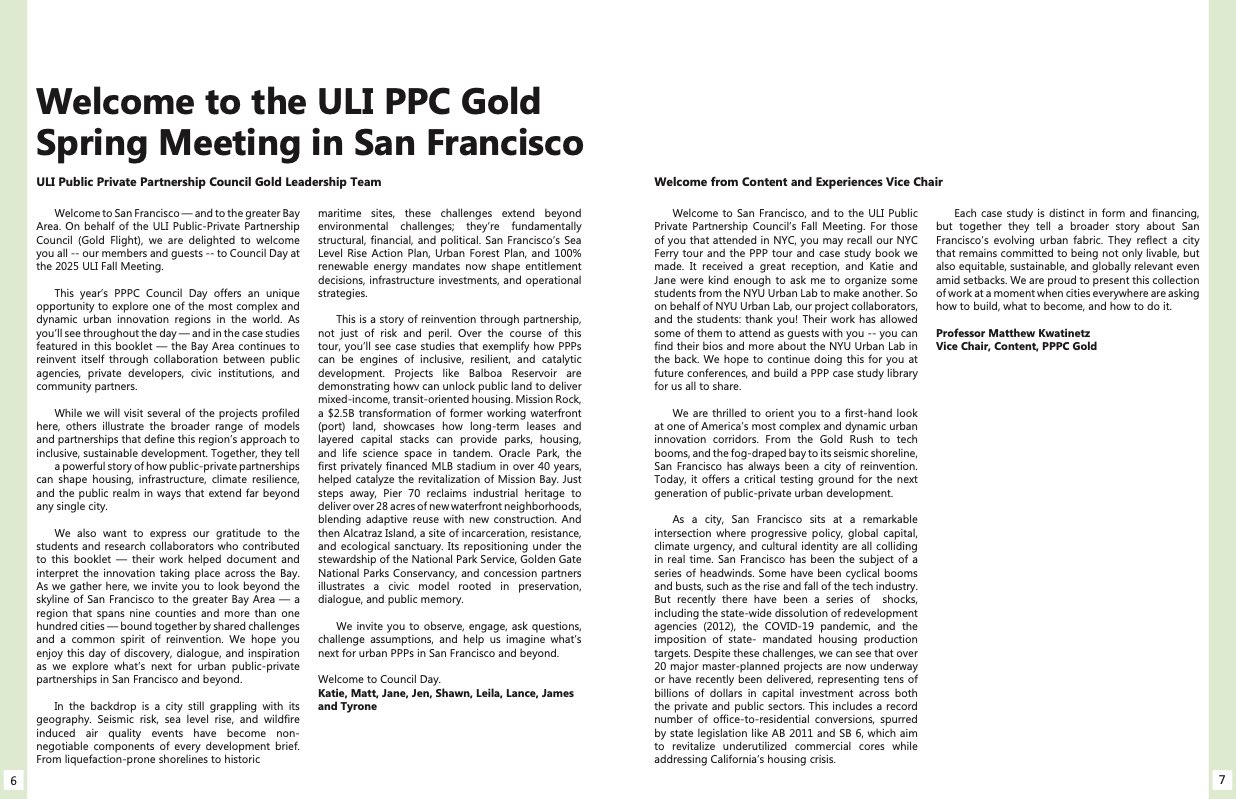 Welcome to the ULI PPC Gold
Spring Meeting in San Francisco
ULI Public Private Partnership Council Gold Leadership Team
Welcome to San Francisco — and to the greater Bay
Area. On behalf of the ULI Public-Private Partnership
Council (Gold Flight), we are delighted to welcome
you all -- our members and guests -- to Council Day at
the 2025 ULI Fall Meeting.
This year’s PPPC Council Day offers an unique
opportunity to explore one of the most complex and
dynamic urban innovation regions in the world. As
you’ll see throughout the day — and in the case studies
featured in this booklet — the Bay Area continues to
reinvent itself through collaboration between public
agencies, private developers, civic institutions, and
community partners.
While we will visit several of the projects profiled
here, others illustrate the broader range of models
and partnerships that define this region’s approach to
inclusive, sustainable development. Together, they tell
a powerful story of how public-private partnerships
can shape housing, infrastructure, climate resilience,
and the public realm in ways that extend far beyond
any single city.
We also want to express our gratitude to the
students and research collaborators who contributed
to this booklet — their work helped document and
interpret the innovation taking place across the Bay.
As we gather here, we invite you to look beyond the
skyline of San Francisco to the greater Bay Area — a
region that spans nine counties and more than one
hundred cities — bound together by shared challenges
and a common spirit of reinvention. We hope you
enjoy this day of discovery, dialogue, and inspiration
as we explore what’s next for urban public-private
partnerships in San Francisco and beyond.
In the backdrop is a city still grappling with its
geography. Seismic risk, sea level rise, and wildfire
induced air quality events have become non-
negotiable components of every development brief.
From liquefaction-prone shorelines to historic
maritime sites, these challenges extend beyond
environmental challenges; they’re fundamentally
structural, financial, and political. San Francisco’s Sea
Level Rise Action Plan, Urban Forest Plan, and 100%
renewable energy mandates now shape entitlement
decisions, infrastructure investments, and operational
strategies.
This is a story of reinvention through partnership,
not just of risk and peril. Over the course of this
tour, you’ll see case studies that exemplify how PPPs
can be engines of inclusive, resilient, and catalytic
development. Projects like Balboa Reservoir are
demonstrating howv can unlock public land to deliver
mixed-income, transit-oriented housing. Mission Rock,
a $2.5B transformation of former working waterfront
(port) land, showcases how long-term leases and
layered capital stacks can provide parks, housing,
and life science space in tandem. Oracle Park, the
first privately financed MLB stadium in over 40 years,
helped catalyze the revitalization of Mission Bay. Just
steps away, Pier 70 reclaims industrial heritage to
deliver over 28 acres of new waterfront neighborhoods,
blending adaptive reuse with new construction. And
then Alcatraz Island, a site of incarceration, resistance,
and ecological sanctuary. Its repositioning under the
stewardship of the National Park Service, Golden Gate
National Parks Conservancy, and concession partners
illustrates a civic model rooted in preservation,
dialogue, and public memory.
We invite you to observe, engage, ask questions,
challenge assumptions, and help us imagine what’s
next for urban PPPs in San Francisco and beyond.
Welcome to Council Day.
Katie, Matt, Jane, Jen, Shawn, Leila, Lance, James
and Tyrone
6
Welcome from Content and Experiences Vice Chair
Welcome to San Francisco, and to the ULI Public
Private Partnership Council’s Fall Meeting. For those
of you that attended in NYC, you may recall our NYC
Ferry tour and the PPP tour and case study book we
made. It received a great reception, and Katie and
Jane were kind enough to ask me to organize some
students from the NYU Urban Lab to make another. So
on behalf of NYU Urban Lab, our project collaborators,
and the students: thank you! Their work has allowed
some of them to attend as guests with you -- you can
find their bios and more about the NYU Urban Lab in
the back. We hope to continue doing this for you at
future conferences, and build a PPP case study library
for us all to share.
We are thrilled to orient you to a first-hand look
at one of America’s most complex and dynamic urban
innovation corridors. From the Gold Rush to tech
booms, and the fog-draped bay to its seismic shoreline,
San Francisco has always been a city of reinvention.
Today, it offers a critical testing ground for the next
generation of public-private urban development.
As a city, San Francisco sits at a remarkable
intersection where progressive policy, global capital,
climate urgency, and cultural identity are all colliding
in real time. San Francisco has been the subject of a
series of headwinds. Some have been cyclical booms
and busts, such as the rise and fall of the tech industry.
But recently there have been a series of shocks,
including the state-wide dissolution of redevelopment
agencies (2012), the COVID-19 pandemic, and the
imposition of state- mandated housing production
targets. Despite these challenges, we can see that over
20 major master-planned projects are now underway
or have recently been delivered, representing tens of
billions of dollars in capital investment across both
the private and public sectors. This includes a record
number of office-to-residential conversions, spurred
by state legislation like AB 2011 and SB 6, which aim
to revitalize underutilized commercial cores while
addressing California’s housing crisis.
Each case study is distinct in form and financing,
but together they tell a broader story about San
Francisco’s evolving urban fabric. They reflect a city
that remains committed to being not only livable, but
also equitable, sustainable, and globally relevant even
amid setbacks. We are proud to present this collection
of work at a moment when cities everywhere are asking
how to build, what to become, and how to do it.
Professor Matthew Kwatinetz
Vice Chair, Content, PPPC Gold
7